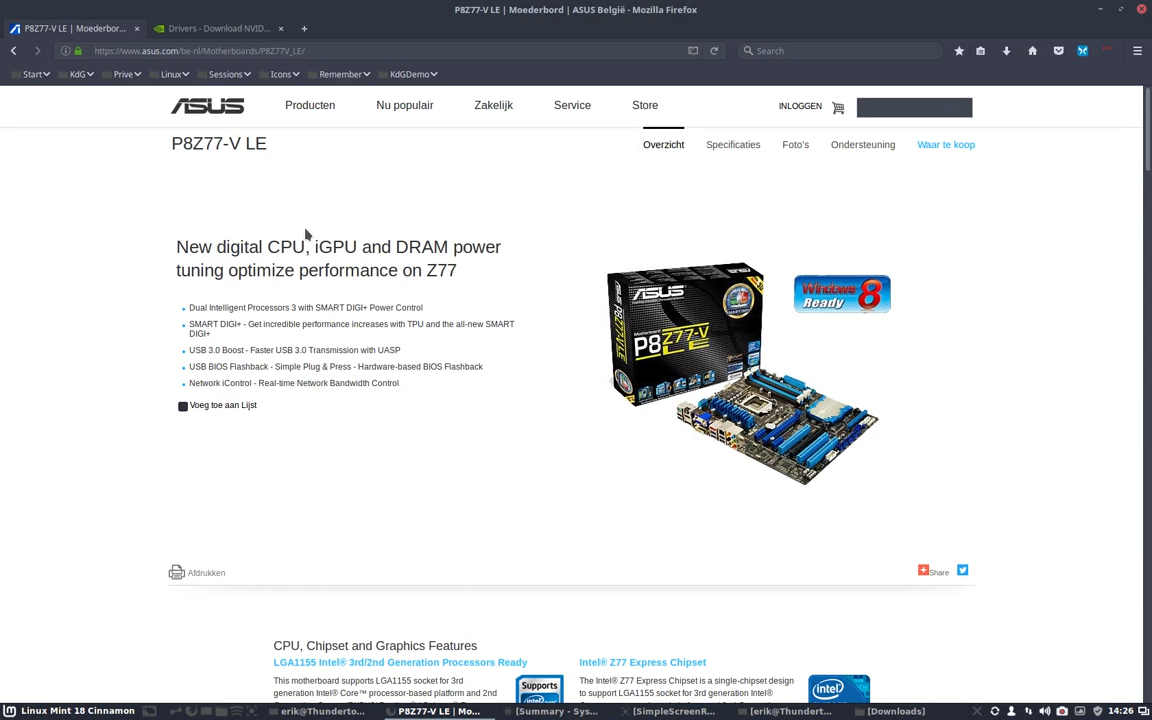 P8Z77-V LE | Moederbord | ASUS België - Mozilla Firefox
P8Z77-V LE | Moederbor... ×
Drivers - Download NVID... ×
https://www.asus.com/be-nl/Motherboards/P8Z77V_LE/
Search
Start KdG Prive Linux Sessions Icons Remember KdGDemo
ASUS Producten Nu populair Zakelijk Service Store INLOGGEN
P8Z77-V LE
Overzicht Specificaties Foto's Ondersteuning Waar te koop
New digital CPU, iGPU and DRAM power
tuning optimize performance on Z77
Dual Intelligent Processors 3 with SMART DIGI+ Power Control
SMART DIGI+ - Get incredible performance increases with TPU and the all-new SMART
DIGI+
USB 3.0 Boost - Faster USB 3.0 Transmission with UASP
USB BIOS Flashback - Simple Plug & Press - Hardware-based BIOS Flashback
Network iControl - Real-time Network Bandwidth Control
Voeg toe aan Lijst
ASUS
P8Z77-V
LE
Windows 8
Ready
Afdrukken
Share
CPU, Chipset and Graphics Features
LGA1155 Intel® 3rd/2nd Generation Processors Ready
This motherboard supports LGA1155 socket for 3rd
generation Intel® Core™ processor-based platform and 2nd
Supports
Intel® Z77 Express Chipset
The Intel® Z77 Express Chipset is a single-chipset design
to support LGA1155 socket for 3rd generation Intel®
intel
Linux Mint 18 Cinnamon
erik@Thunderto...
P8Z77-V LE | Mo...
[Summary - Sys...
[SimpleScreenR...
[erik@Thundert...
[Downloads]
14:26